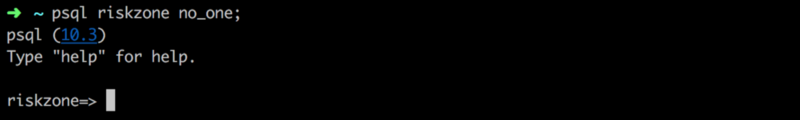 ➜ ~ psql riskzone no_one;
psql (10.3)
Type "help" for help.
riskzone=>